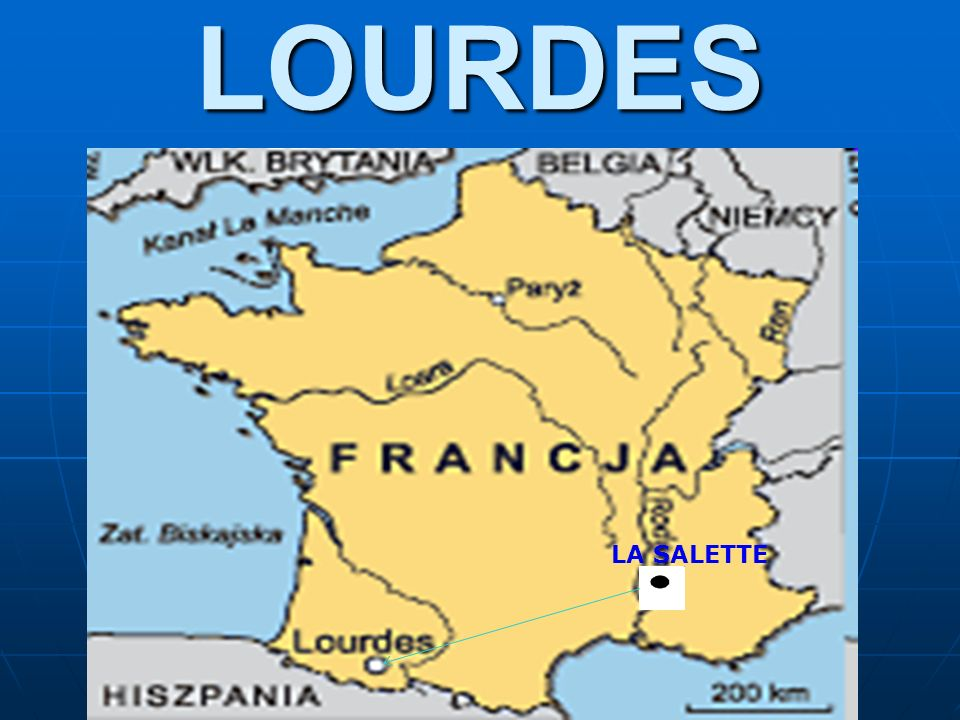 LOURDES
WLK. BRYTANIA
BELGIA
NIEMCY
Kanał La Manche
Paryż
Ren
Loara
FRANCJA
Zat. Biskajska
LA SALETTE
Lourdes
HISZPANIA
200 km